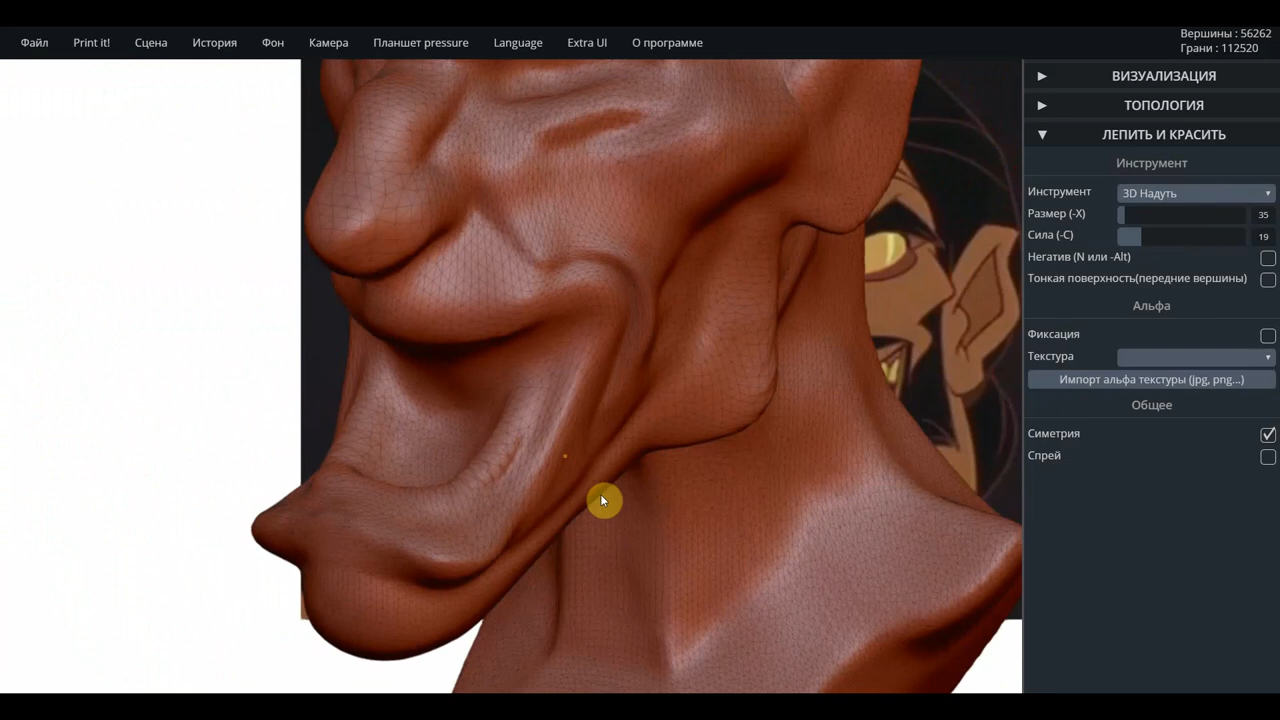 Файл Print it! Сцена История Фон Камера Планшет pressure Language Extra UI О программе
Вершины : 56262
Грани : 112520
ВИЗУАЛИЗАЦИЯ
ТОПОЛОГИЯ
ЛЕПИТЬ И КРАСИТЬ
Инструмент
Инструмент 3D Надуть
Размер (-X) 35
Сила (-C) 19
Негатив (N или -Alt)
Тонкая поверхность(передние вершины)
Альфа
Фиксация
Текстура
Импорт альфа текстуры (jpg, png...)
Общее
Симетрия
Спрей